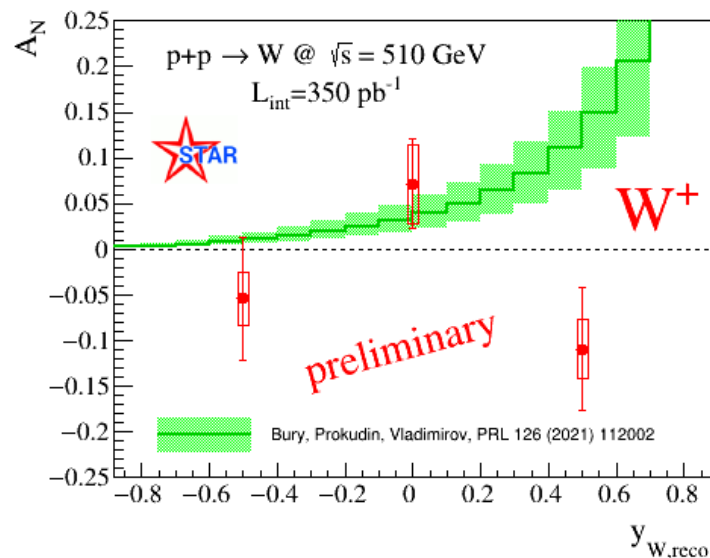 A_N
p+p → W @ √s = 510 GeV
L_int=350 pb⁻¹
STAR
W⁺
preliminary
Bury, Prokudin, Vladimirov, PRL 126 (2021) 112002
0.25
0.2
0.15
0.1
0.05
0
−0.05
−0.1
−0.15
−0.2
−0.25
−0.8 −0.6 −0.4 −0.2 0 0.2 0.4 0.6 0.8
y_W,reco